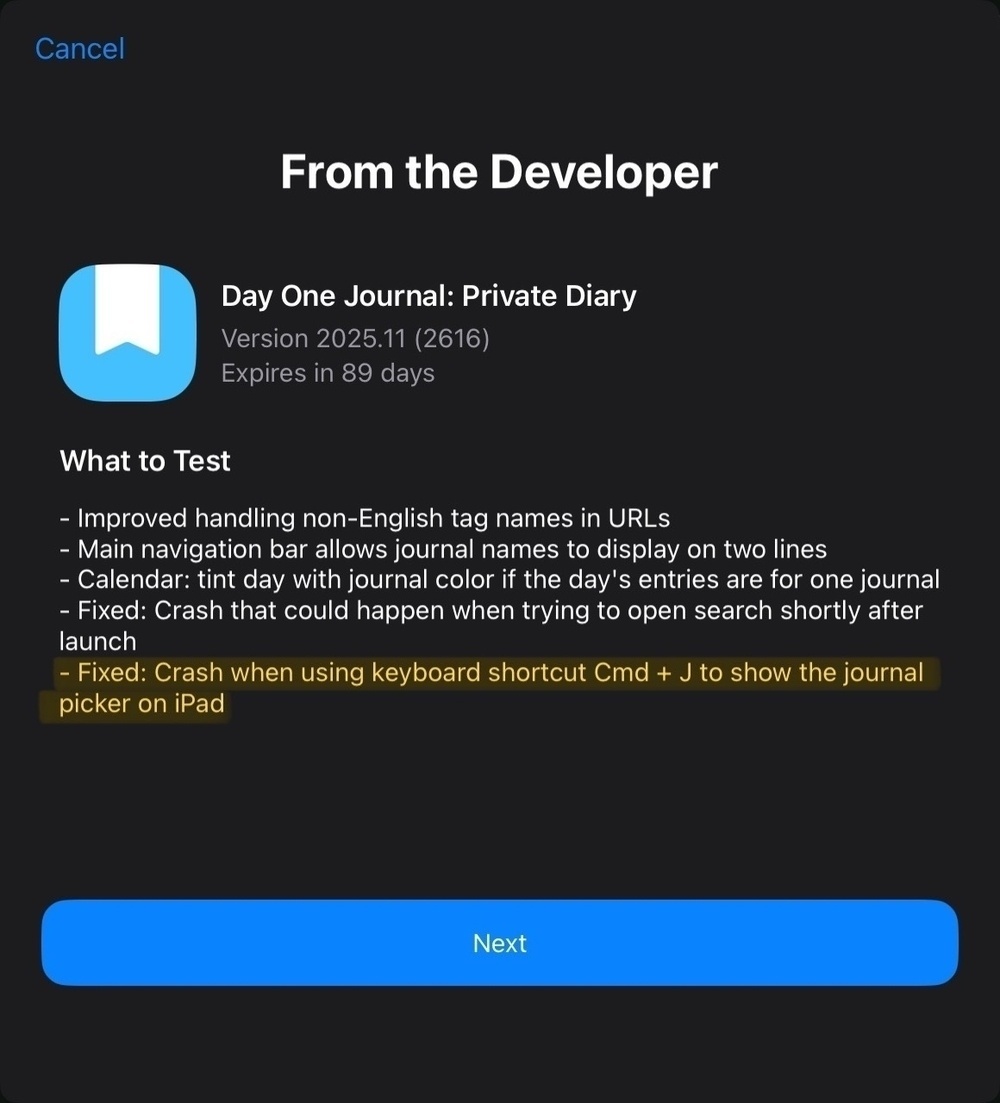 Cancel
From the Developer
Day One Journal: Private Diary
Version 2025.11 (2616)
Expires in 89 days
What to Test
- Improved handling non-English tag names in URLs
- Main navigation bar allows journal names to display on two lines
- Calendar: tint day with journal color if the day's entries are for one journal
- Fixed: Crash that could happen when trying to open search shortly after
launch
- Fixed: Crash when using keyboard shortcut Cmd + J to show the journal
picker on iPad
Next